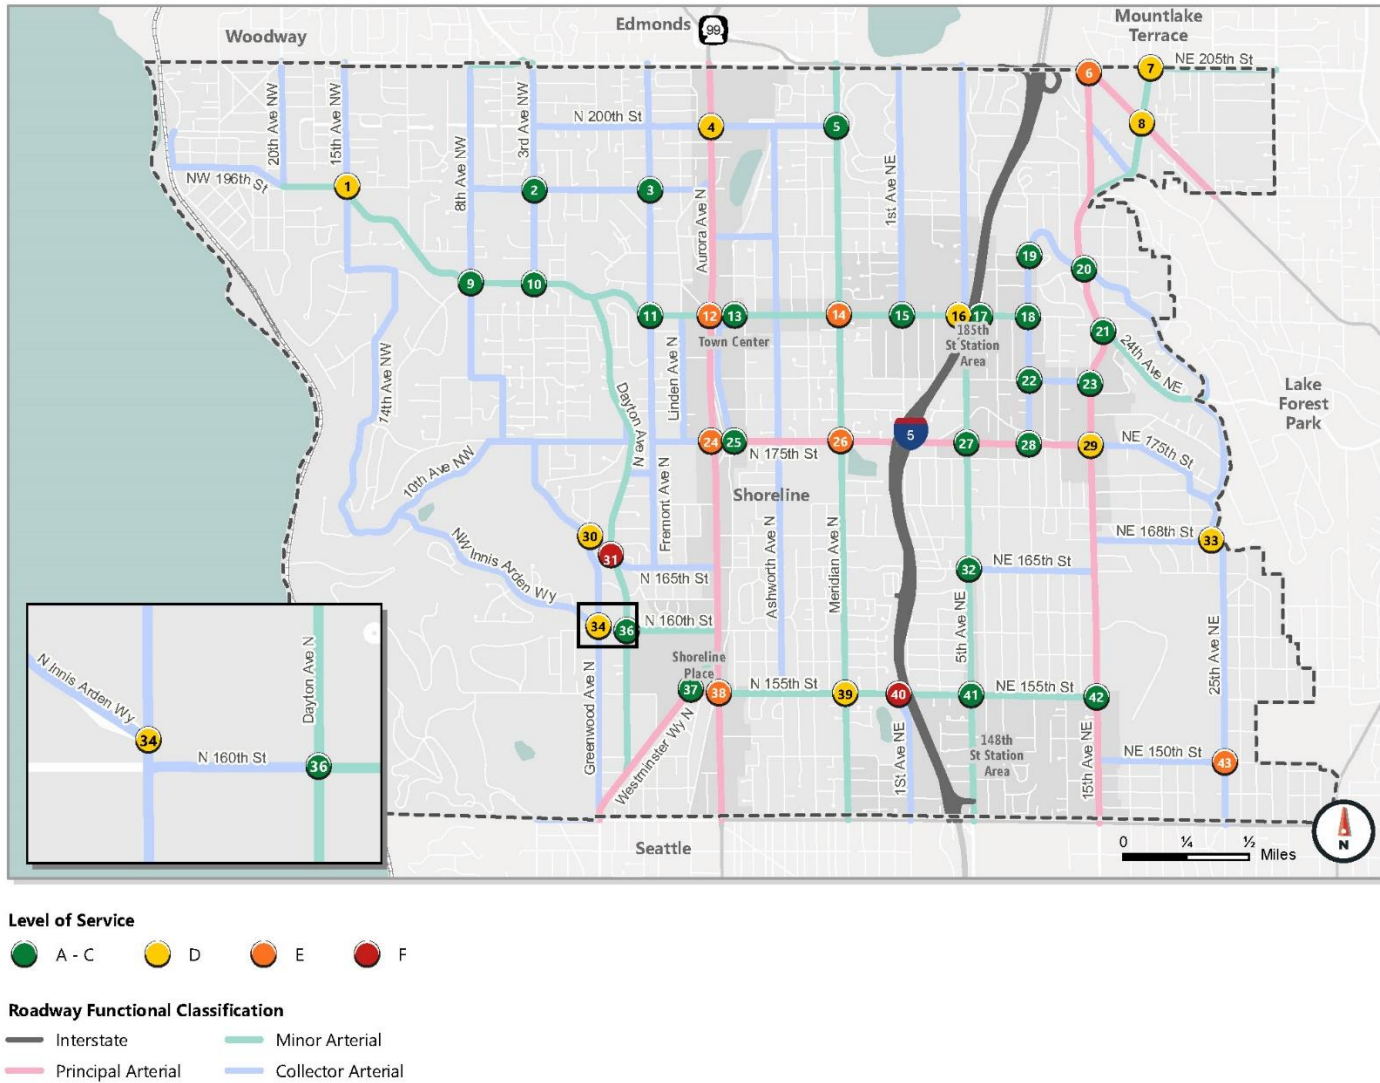 Woodway
Edmonds
99
Mountlake
Terrace
NE 205th St
6
7
8
20th Ave NW
15th Ave NW
8th Ave NW
3rd Ave NW
N 200th St
4
5
1st Ave NE
NW 196th St
1
2
3
Aurora Ave N
19
20
9
10
11
12
13
14
15
16
17
18
21
Town Center
185th
St Station
Area
24th Ave NE
Lake
Forest
Park
14th Ave NW
Dayton Ave N
Linden Ave N
22
23
5
24
25
26
27
28
29
N 175th St
NE 175th St
10th Ave NW
Shoreline
Fremont Ave N
Ashworth Ave N
Meridian Ave N
30
31
NW Innis Arden Wy
N 165th St
32
NE 165th St
NE 168th St
33
34
36
N 160th St
5th Ave NE
25th Ave NE
Shoreline
Place
37
38
N 155th St
39
40
41
NE 155th St
42
Greenwood Ave N
Westminster Wy N
1St Ave NE
148th
St Station
Area
15th Ave NE
NE 150th St
43
N Innis Arden Wy
34
N 160th St
Dayton Ave N
36
Seattle
0 ¼ ½
Miles
N
Level of Service
A - C D E F
Roadway Functional Classification
Interstate Minor Arterial
Principal Arterial Collector Arterial